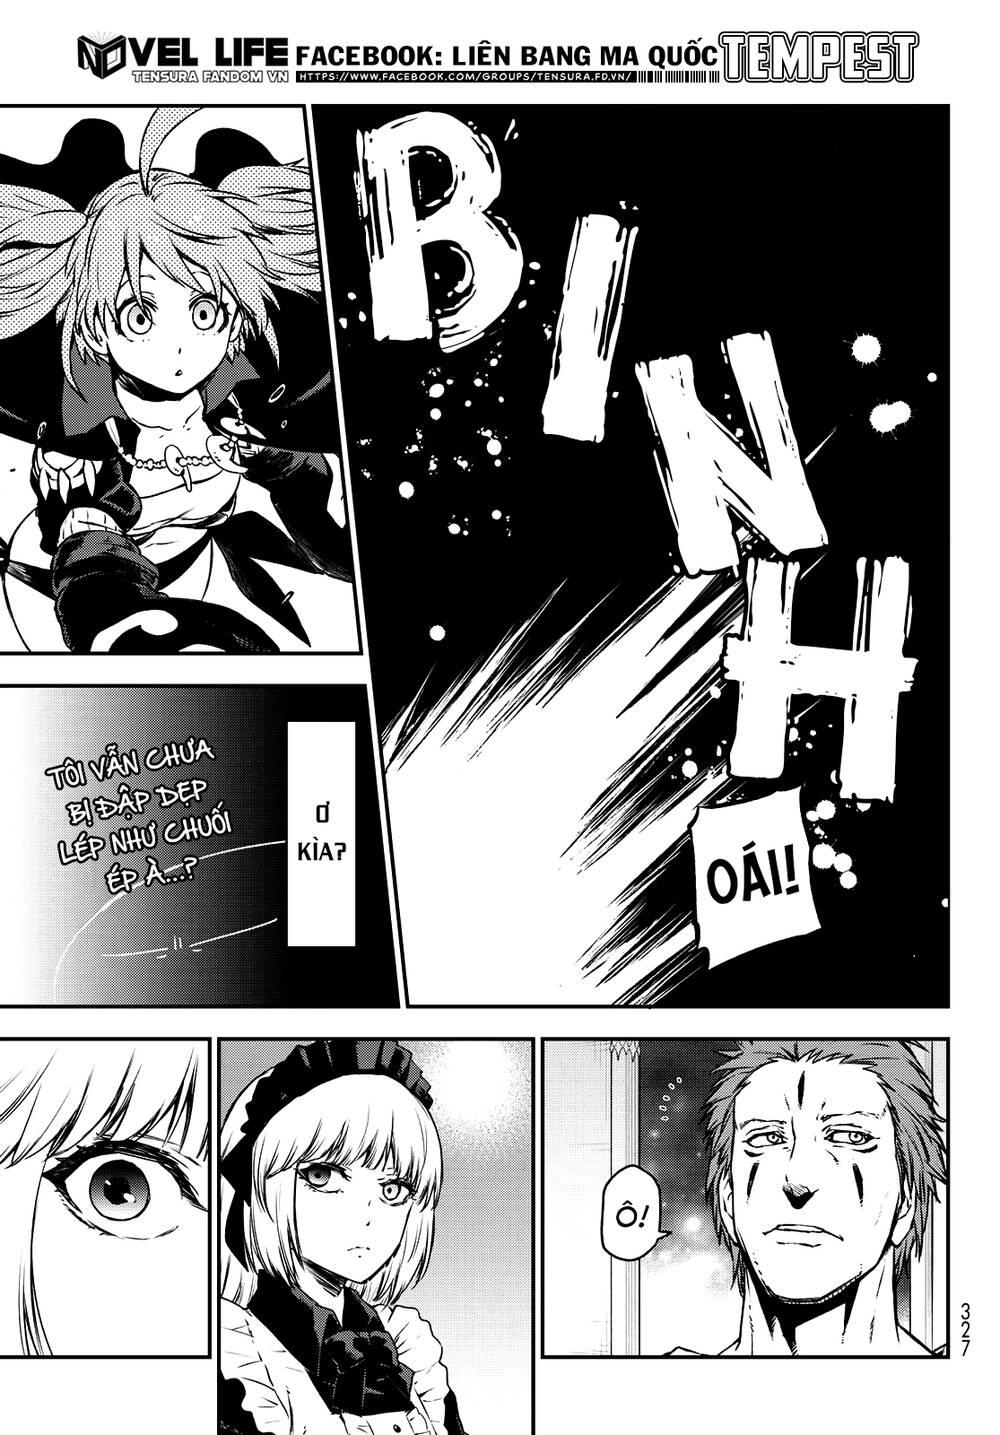 NOVEL LIFE
TENSURA FANDOM VN
FACEBOOK: LIÊN BANG MA QUỐC
HTTPS://WWW.FACEBOOK.COM/GROUPS/TENSURA.FD.VN/
TEMPEST
BINH
OÁI!
Ơ
KÌA?
TÔI VẪN CHƯA
BỊ ĐẬP DẸP
LÉP NHƯ CHUỐI
ÉP À...?
Ô!
327